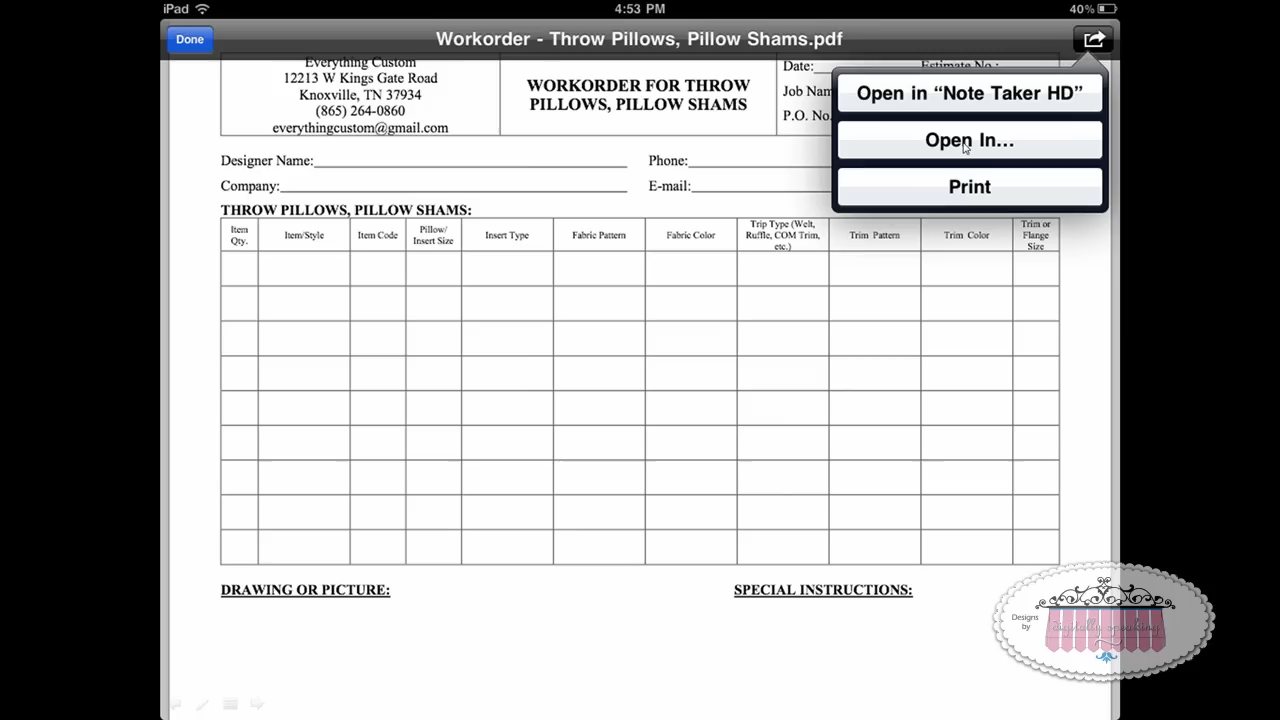 iPad
4:53 PM
40%
Done
Workorder - Throw Pillows, Pillow Shams.pdf
Everything Custom
12213 W Kings Gate Road
Knoxville, TN 37934
(865) 264-0860
everythingcustom@gmail.com
WORKORDER FOR THROW
PILLOWS, PILLOW SHAMS
Date:
Estimate No.:
Job Nam
P.O. No.
Open in “Note Taker HD”
Open In...
Print
Designer Name:
Phone:
Company:
E-mail:
THROW PILLOWS, PILLOW SHAMS:
Item
Qty.
Item/Style
Item Code
Pillow/
Insert Size
Insert Type
Fabric Pattern
Fabric Color
Trip Type (Welt,
Ruffle, COM Trim,
etc.)
Trim Pattern
Trim Color
Trim or
Flange
Size
DRAWING OR PICTURE:
SPECIAL INSTRUCTIONS:
Designs
by
Digitally Speaking